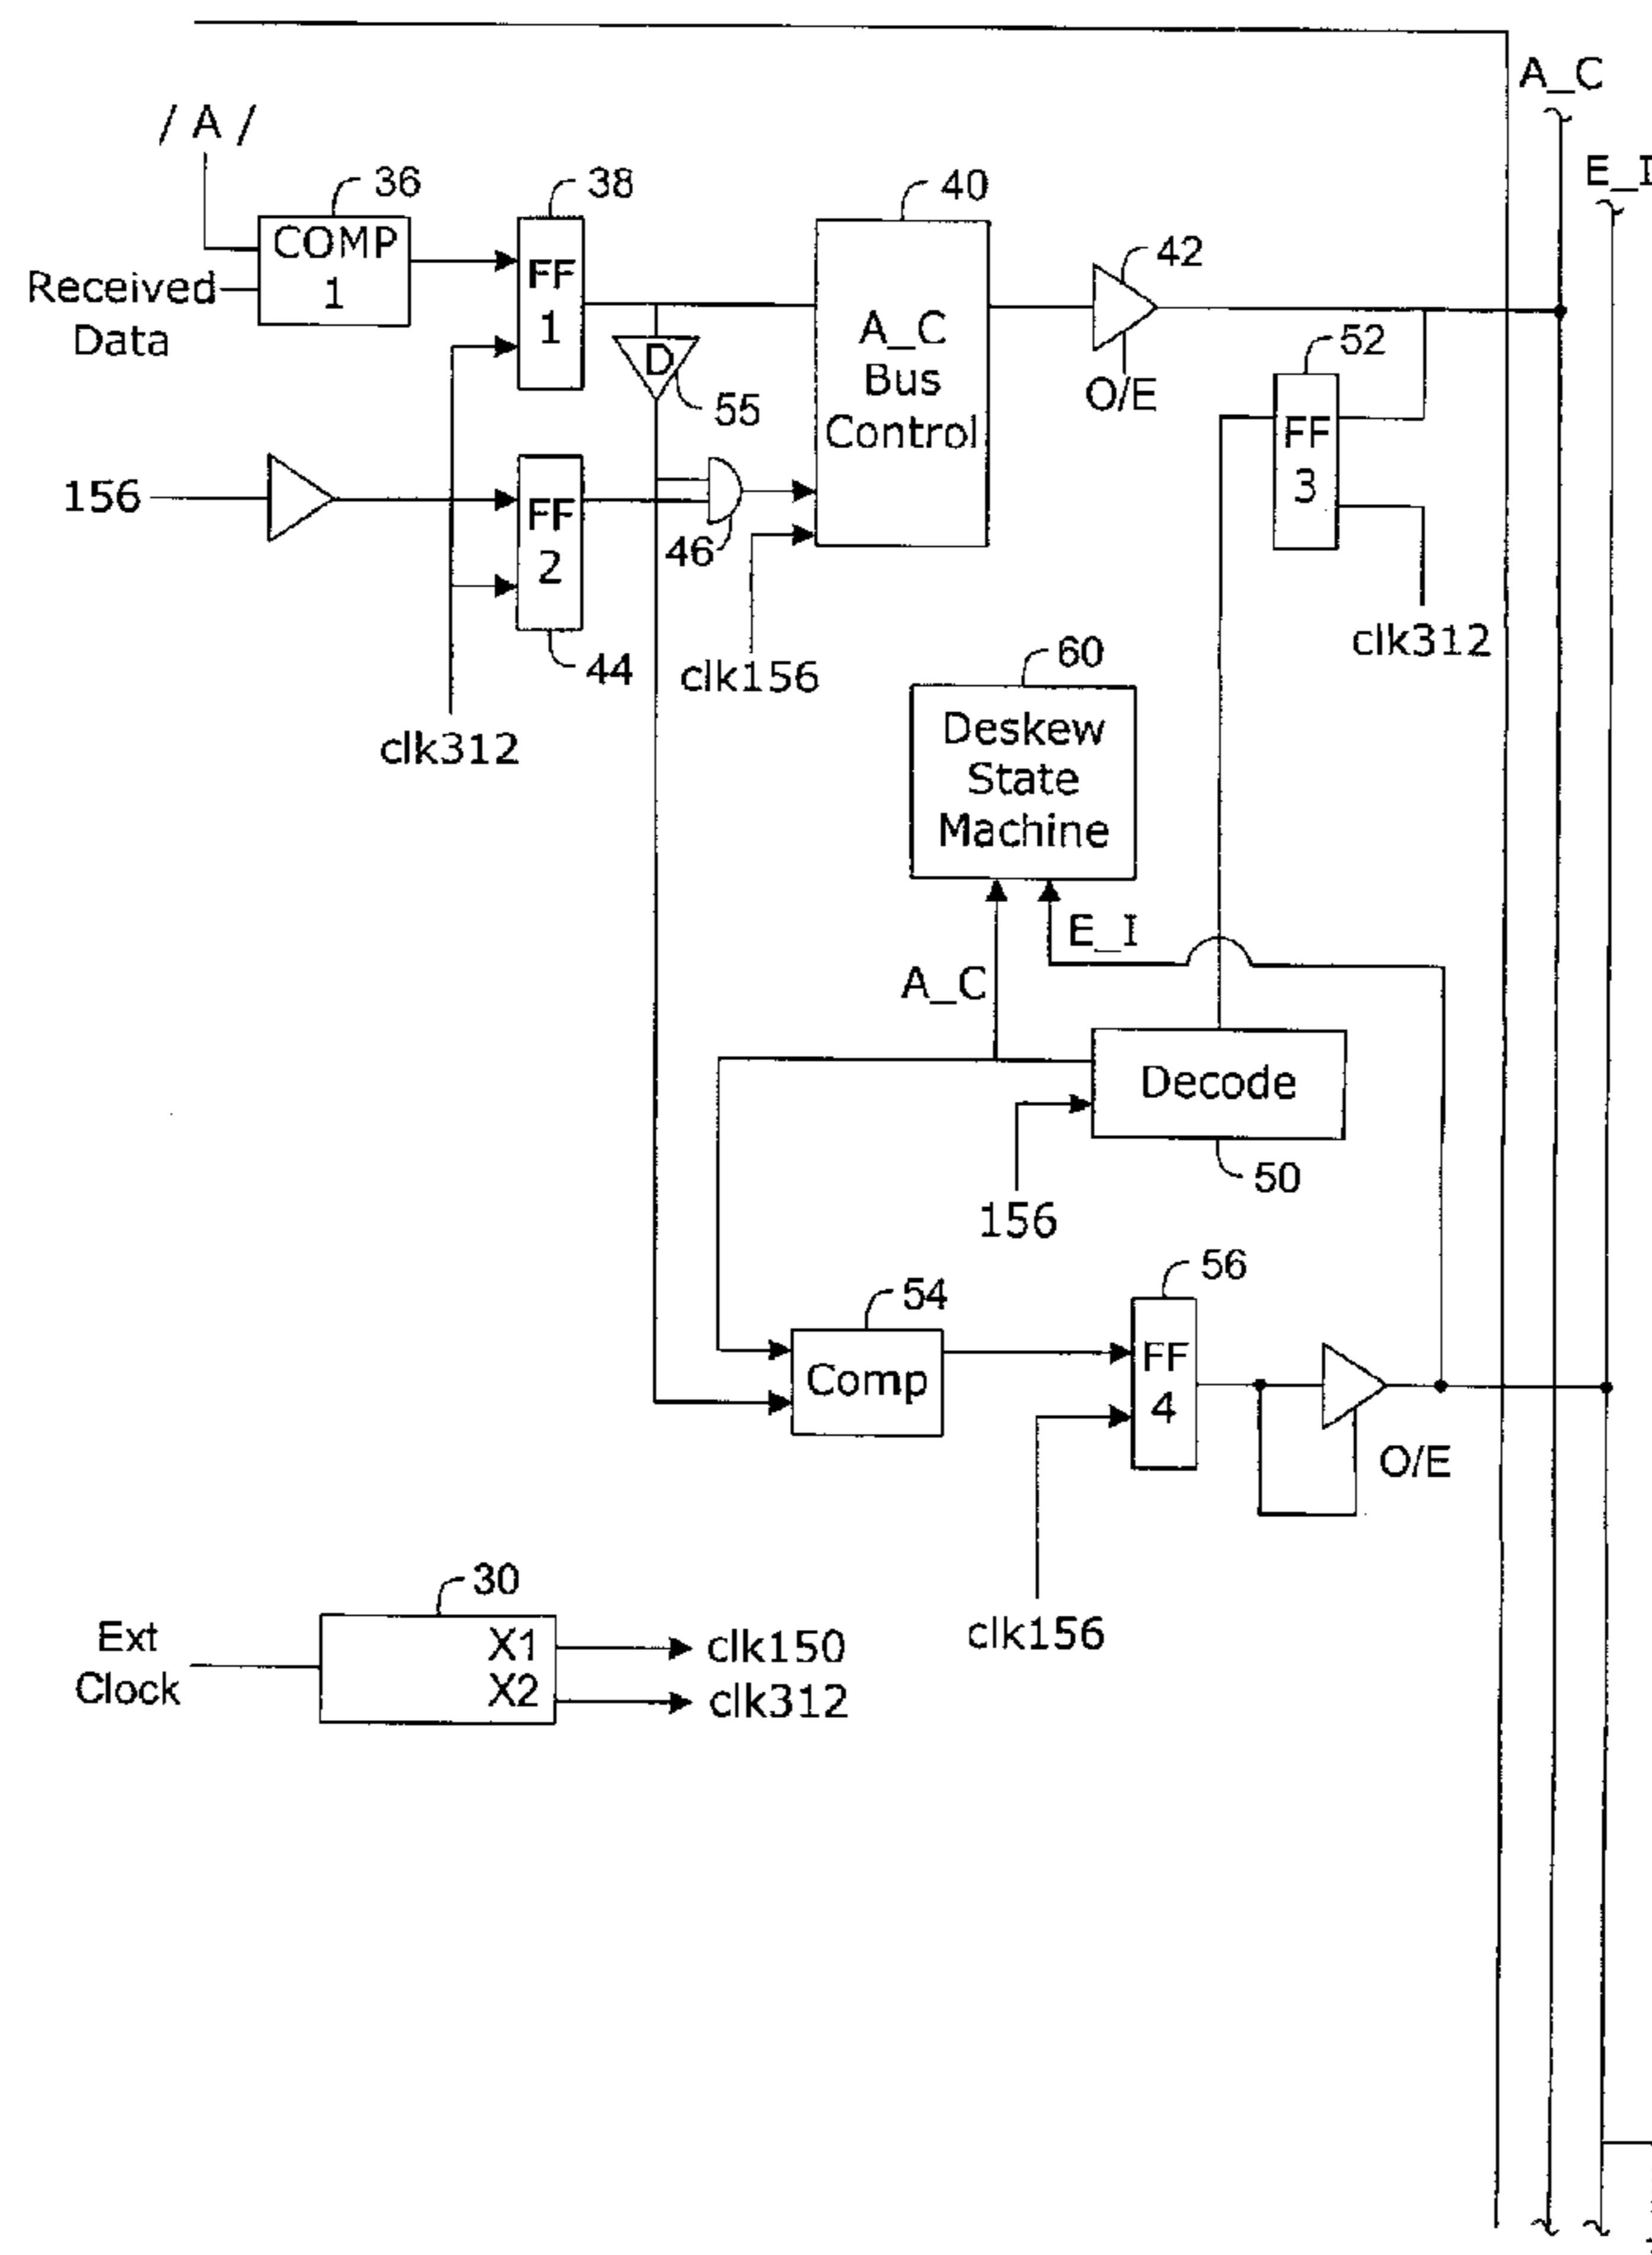 A_C
E_I
/ A /
36
38
40
COMP
1
FF
1
42
Received
Data
A_C
Bus
Control
52
D
O/E
55
FF
3
156
FF
2
46
44
clk156
clk312
60
clk312
Deskew
State
Machine
E_I
A_C
Decode
50
156
56
54
FF
4
Comp
O/E
30
clk156
Ext
Clock
X1
clk150
X2
clk312